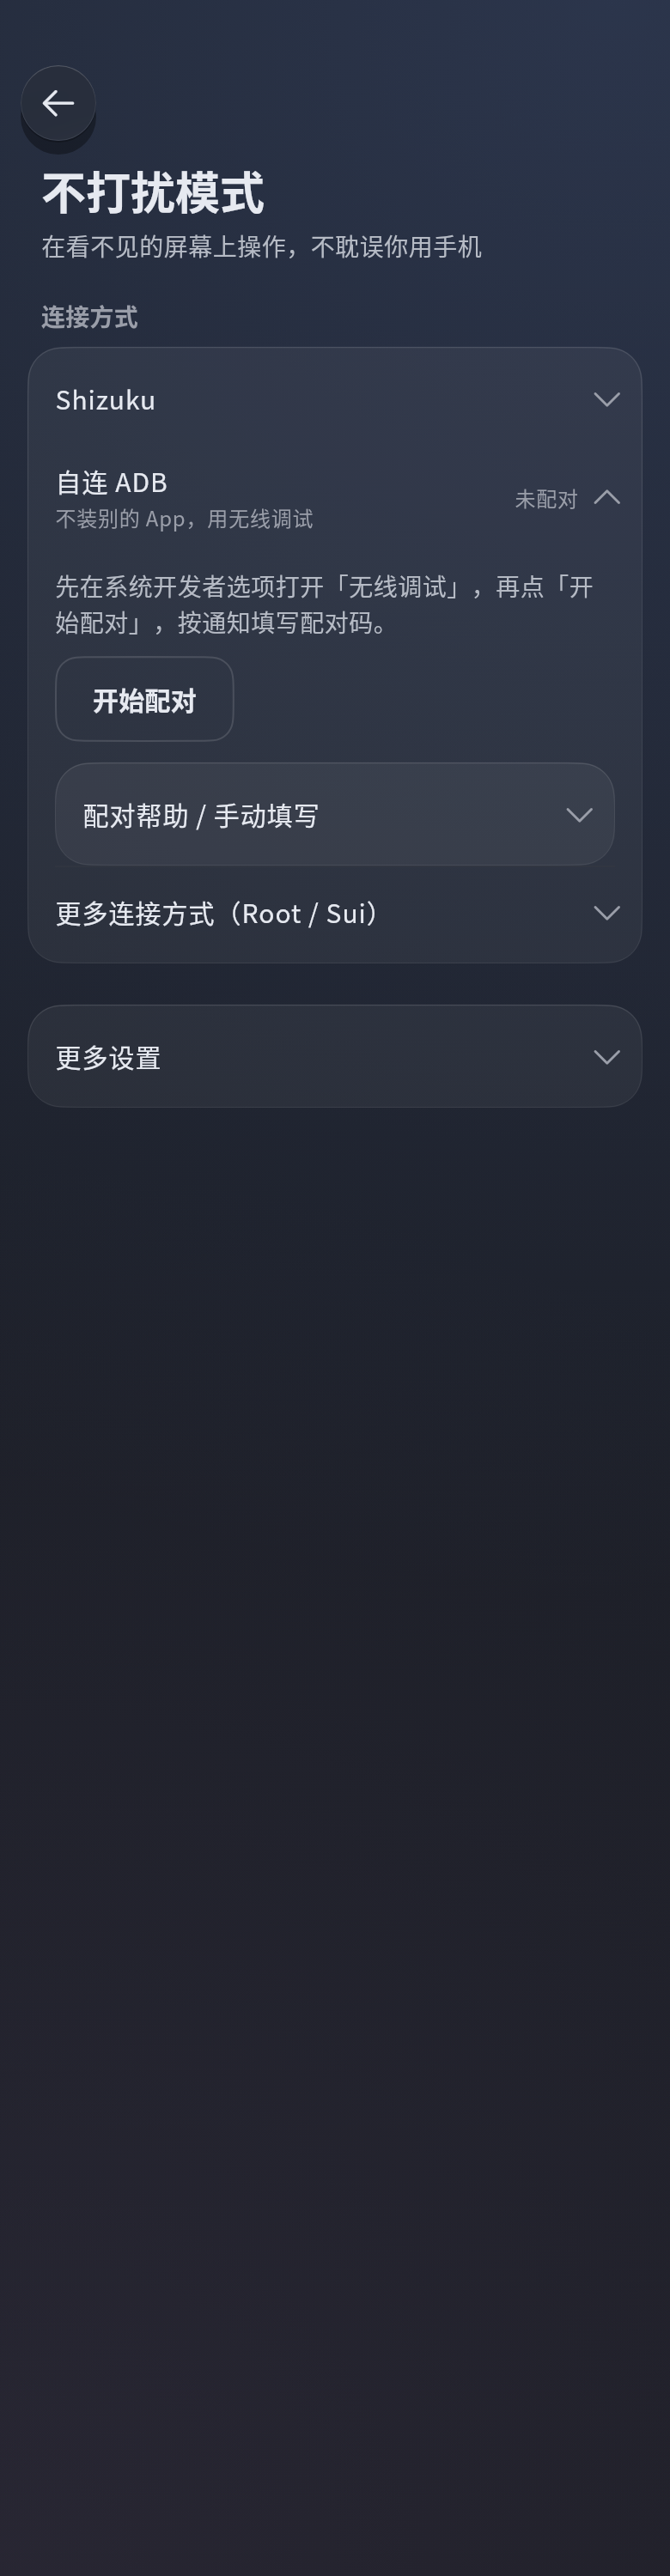 不打扰模式
在看不见的屏幕上操作，不耽误你用手机
连接方式
Shizuku
自连 ADB
不装别的 App，用无线调试
未配对
先在系统开发者选项打开「无线调试」，再点「开
始配对」，按通知填写配对码。
开始配对
配对帮助 / 手动填写
更多连接方式（Root / Sui）
更多设置